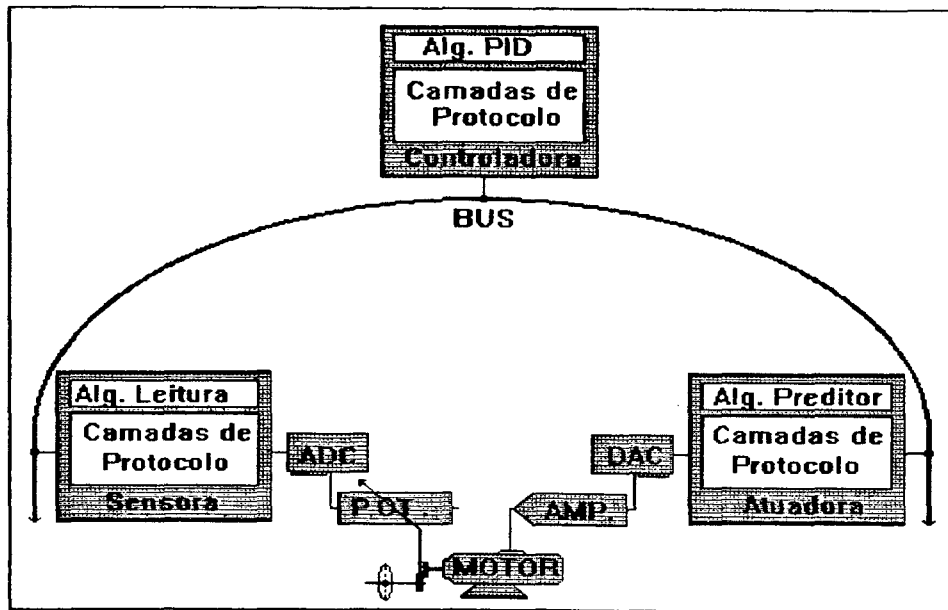 Alg. PID
Camadas de
Protocolo
Controladora
BUS
Alg. Leitura
Camadas de
Protocolo
Sensora
ADC
POT.
MOTOR
AMP.
DAC
Alg. Preditor
Camadas de
Protocolo
Atuadora